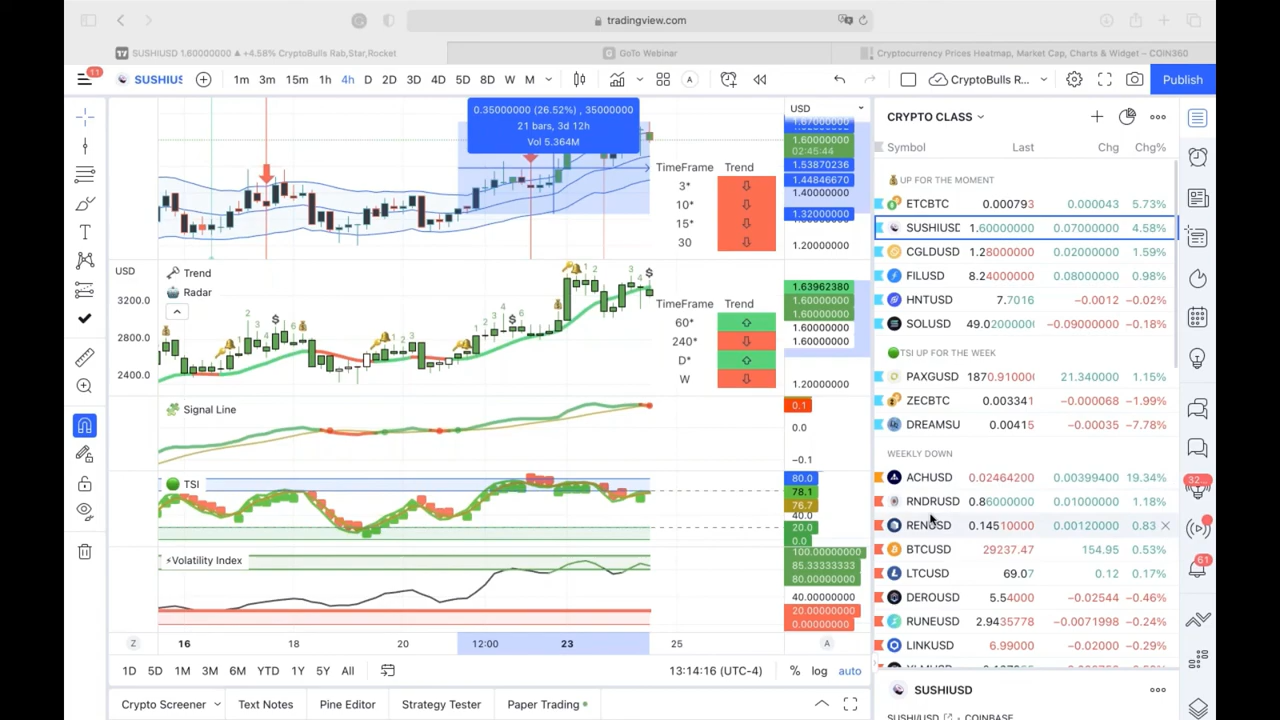 tradingview.com
SUSHIUSD 1.60000000 ▲ +4.58% CryptoBulls Rab,Star,Rocket
GoTo Webinar
Cryptocurrency Prices Heatmap, Market Cap, Charts & Widget – COIN360
11
SUSHIUS
1m 3m 15m 1h 4h D 2D 3D 4D 5D 8D W M
CryptoBulls R...
Publish
0.35000000 (26.52%) , 35000000
21 bars, 3d 12h
Vol 5.364M
USD
1.67000000
1.60000000
02:45:44
1.53870236
1.44846670
1.40000000
1.32000000
1.20000000
TimeFrame Trend
3*
10*
15*
30
USD
3200.0
2800.0
2400.0
Trend
Radar
TimeFrame Trend
60*
240*
D*
W
1.63962380
1.60000000
1.60000000
1.60000000
1.60000000
1.20000000
Signal Line
0.1
0.0
−0.1
TSI
80.0
78.1
76.7
40.0
20.0
0.0
⚡Volatility Index
100.00000000
85.33333333
80.00000000
40.00000000
20.00000000
0.00000000
Z 16 18 20 12:00 23 25 A
1D 5D 1M 3M 6M YTD 1Y 5Y All
13:14:16 (UTC-4) % log auto
Crypto Screener Text Notes Pine Editor Strategy Tester Paper Trading
CRYPTO CLASS
Symbol Last Chg Chg%
UP FOR THE MOMENT
ETCBTC 0.000793 0.000043 5.73%
SUSHIUSD 1.60000000 0.07000000 4.58%
CGLDUSD 1.28000000 0.02000000 1.59%
FILUSD 8.24000000 0.08000000 0.98%
HNTUSD 7.7016 −0.0012 −0.02%
SOLUSD 49.02000000 −0.09000000 −0.18%
TSI UP FOR THE WEEK
PAXGUSD 1870.910000 21.340000 1.15%
ZECBTC 0.003341 −0.000068 −1.99%
DREAMSU 0.00415 −0.00035 −7.78%
WEEKLY DOWN
ACHUSD 0.02464200 0.00399400 19.34%
RNDRUSD 0.86000000 0.01000000 1.18%
RENUSD 0.14510000 0.00120000 0.83
BTCUSD 29237.47 154.95 0.53%
LTCUSD 69.07 0.12 0.17%
DEROUSD 5.54000 −0.02544 −0.46%
RUNEUSD 2.9435778 −0.0071998 −0.24%
LINKUSD 6.99000 −0.02000 −0.29%
SUSHIUSD
SUSHI/USD COINBASE
32
61